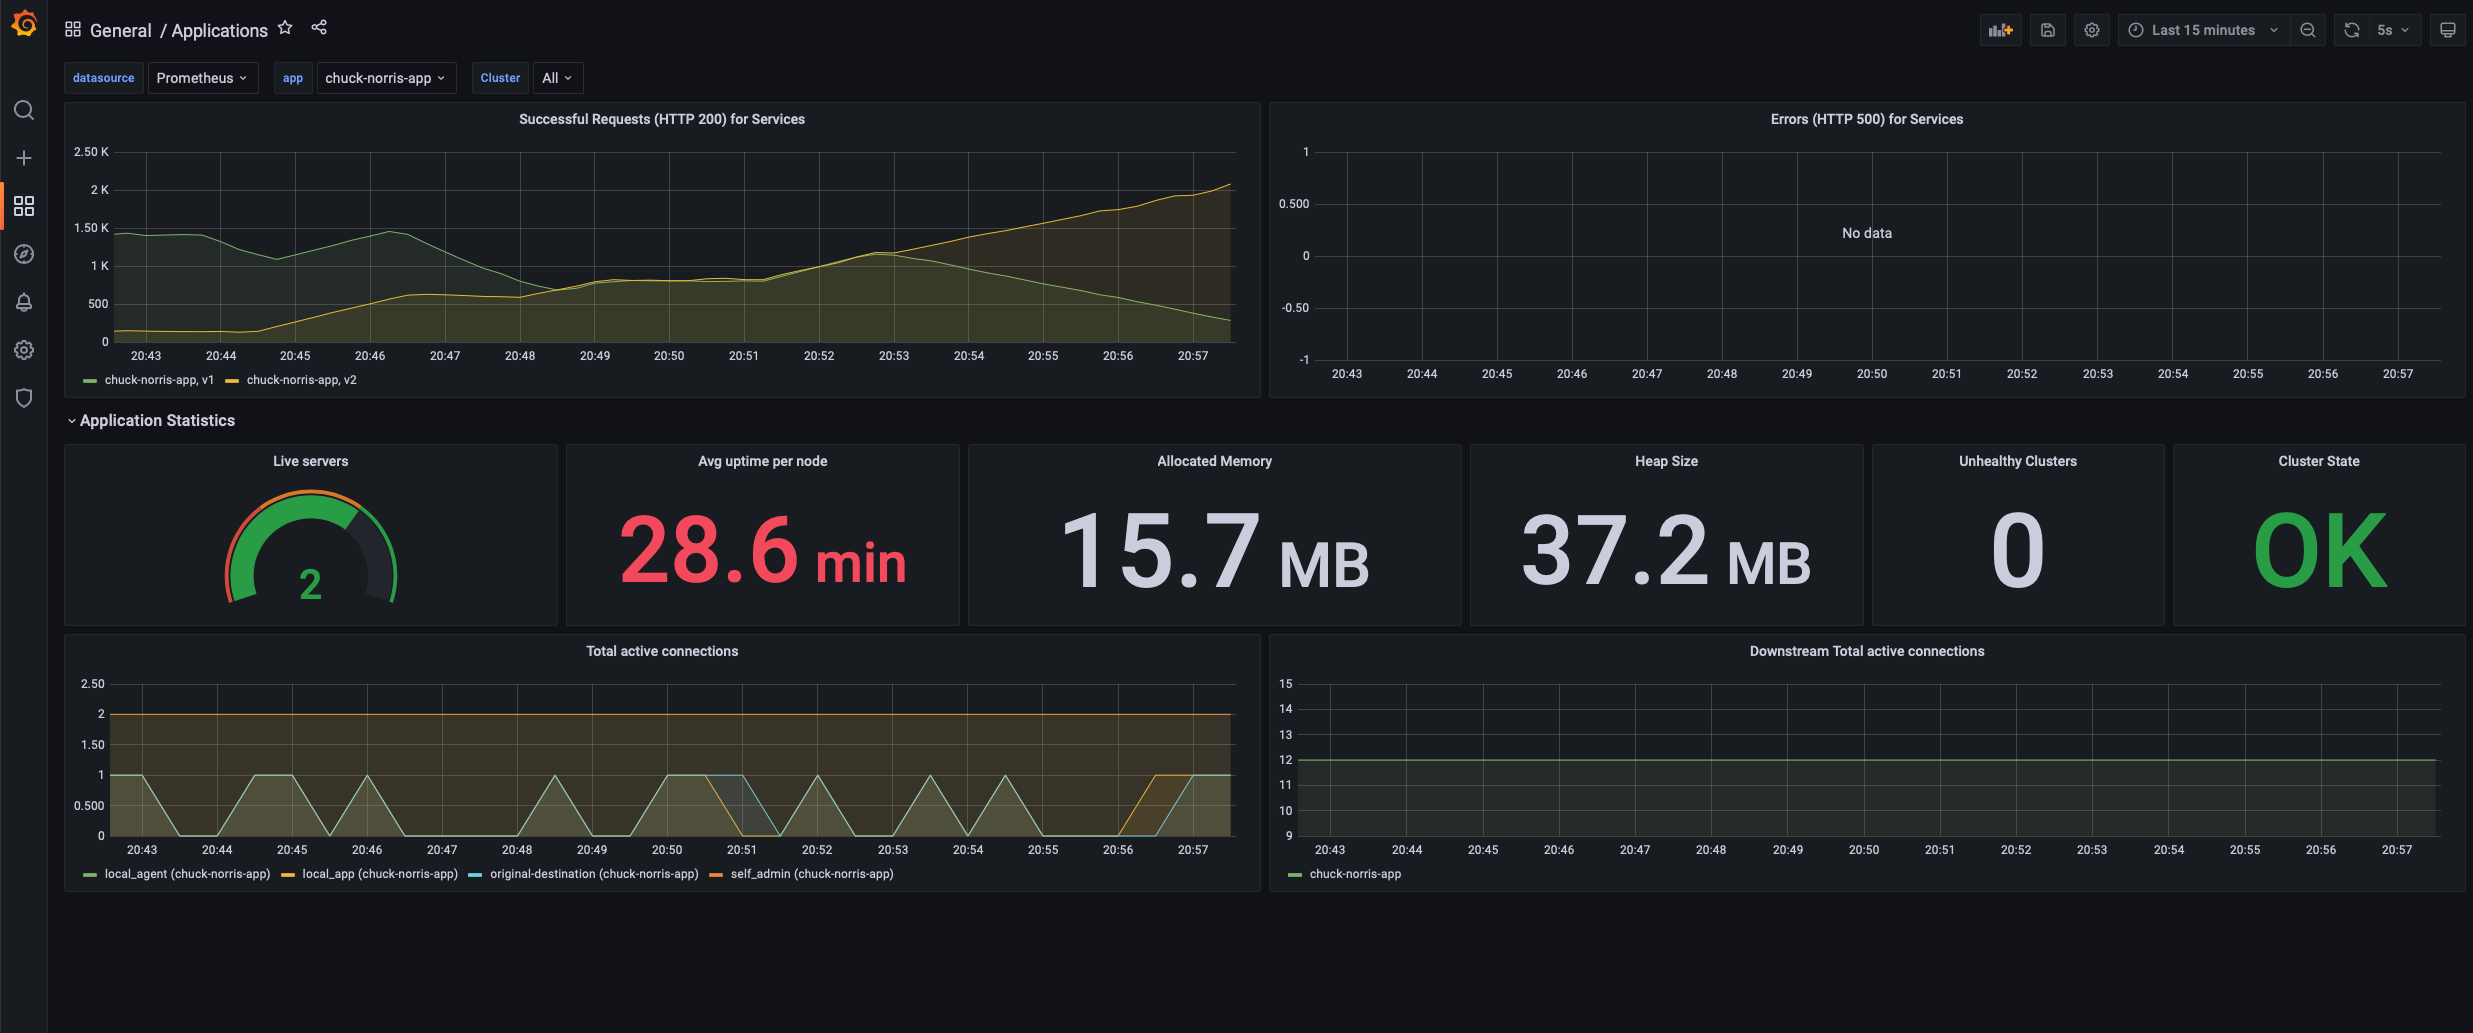 General / Applications
Last 15 minutes
5s
datasource Prometheus app chuck-norris-app Cluster All
Successful Requests (HTTP 200) for Services
2.50 K
2 K
1.50 K
1 K
500
0
20:43 20:44 20:45 20:46 20:47 20:48 20:49 20:50 20:51 20:52 20:53 20:54 20:55 20:56 20:57
chuck-norris-app, v1 chuck-norris-app, v2
Errors (HTTP 500) for Services
1
0.500
No data
0
-0.50
-1
20:43 20:44 20:45 20:46 20:47 20:48 20:49 20:50 20:51 20:52 20:53 20:54 20:55 20:56 20:57
Application Statistics
Live servers
2
Avg uptime per node
28.6 min
Allocated Memory
15.7 MB
Heap Size
37.2 MB
Unhealthy Clusters
0
Cluster State
OK
Total active connections
2.50
2
1.50
1
0.500
0
20:43 20:44 20:45 20:46 20:47 20:48 20:49 20:50 20:51 20:52 20:53 20:54 20:55 20:56 20:57
local_agent (chuck-norris-app) local_app (chuck-norris-app) original-destination (chuck-norris-app) self_admin (chuck-norris-app)
Downstream Total active connections
15
14
13
12
11
10
9
20:43 20:44 20:45 20:46 20:47 20:48 20:49 20:50 20:51 20:52 20:53 20:54 20:55 20:56 20:57
chuck-norris-app